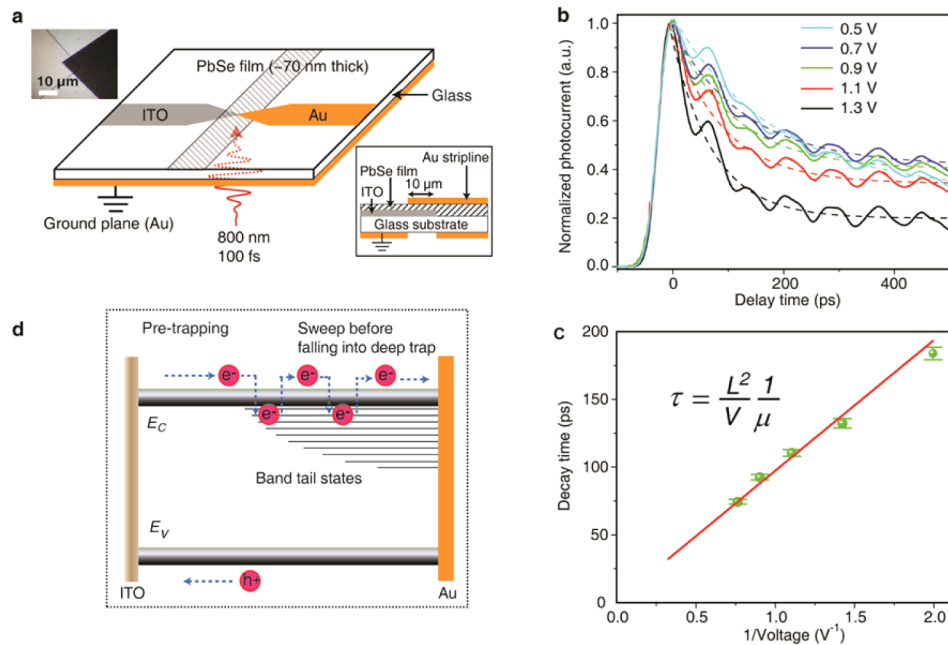 a
10 μm
PbSe film (~70 nm thick)
ITO
Au
Glass
Ground plane (Au)
800 nm
100 fs
Au stripline
PbSe film
10 μm
ITO
Glass substrate
b
Normalized photocurrent (a.u.)
1.0
0.8
0.6
0.4
0.2
0.0
0.5 V
0.7 V
0.9 V
1.1 V
1.3 V
0
200
400
Delay time (ps)
d
Pre-trapping
Sweep before
falling into deep trap
e-
e-
e-
e-
e-
E_C
Band tail states
E_V
h+
ITO
Au
c
Decay time (ps)
200
150
100
50
0
τ = L²/V 1/μ
0.0
0.5
1.0
1.5
2.0
1/Voltage (V⁻¹)